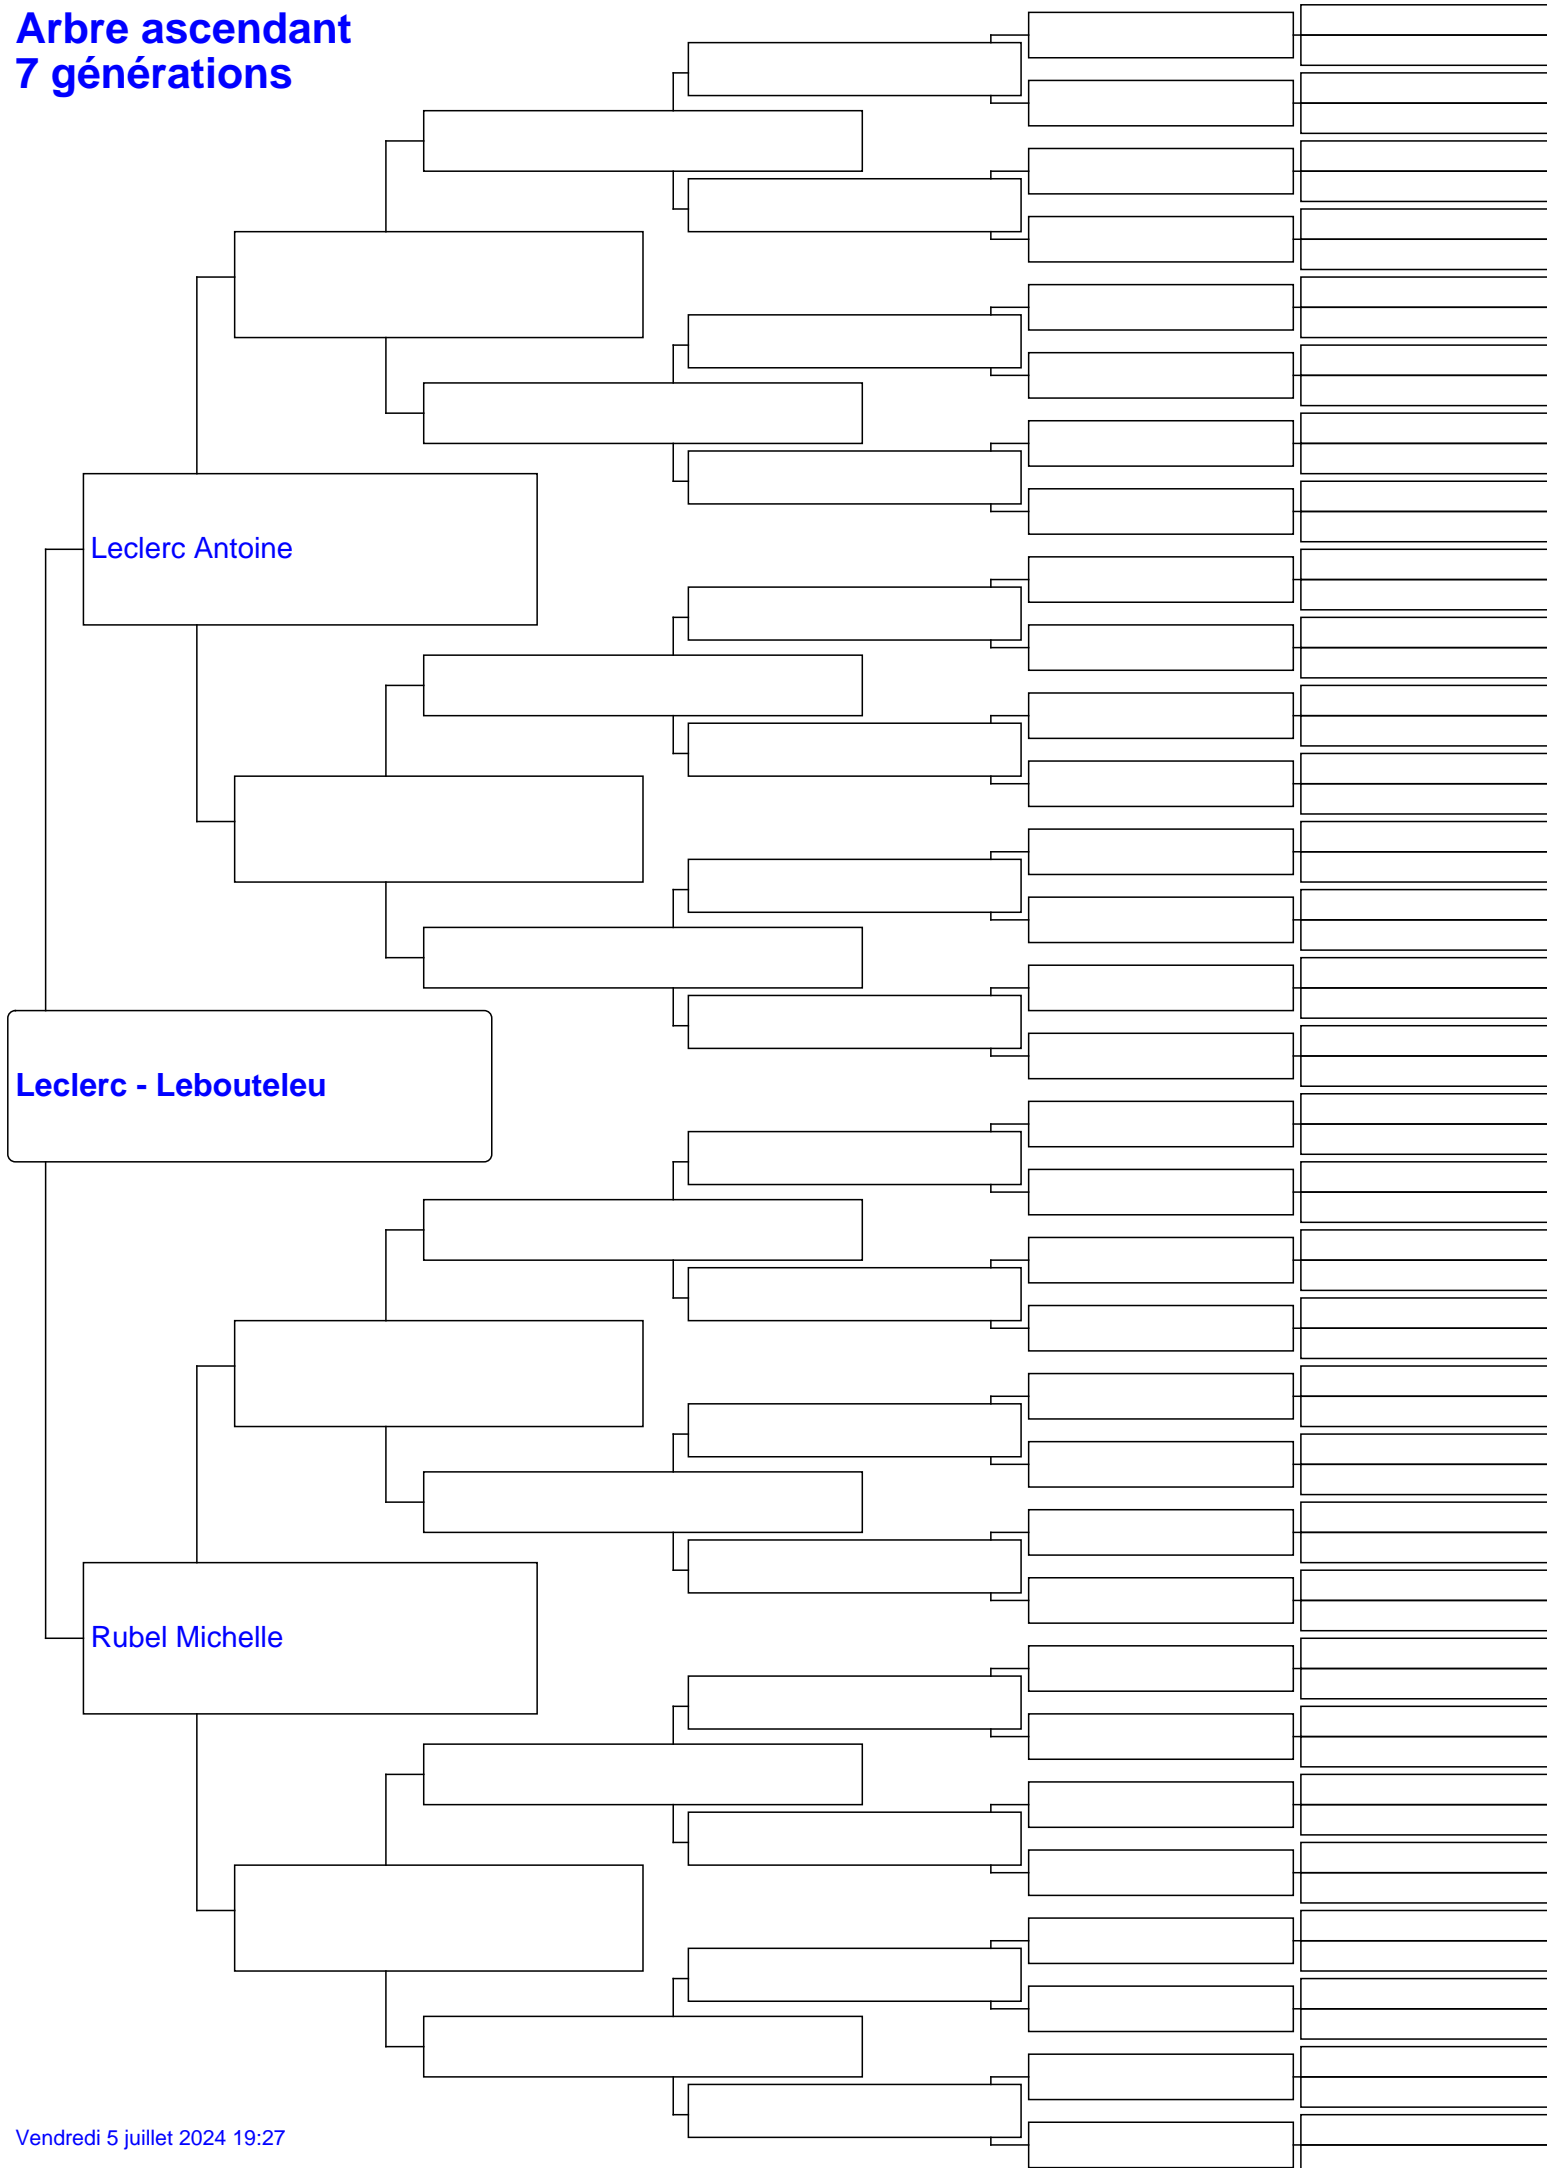 Arbre ascendant
7 générations
Leclerc Antoine
Leclerc - Lebouteleu
Rubel Michelle
Vendredi 5 juillet 2024 19:27